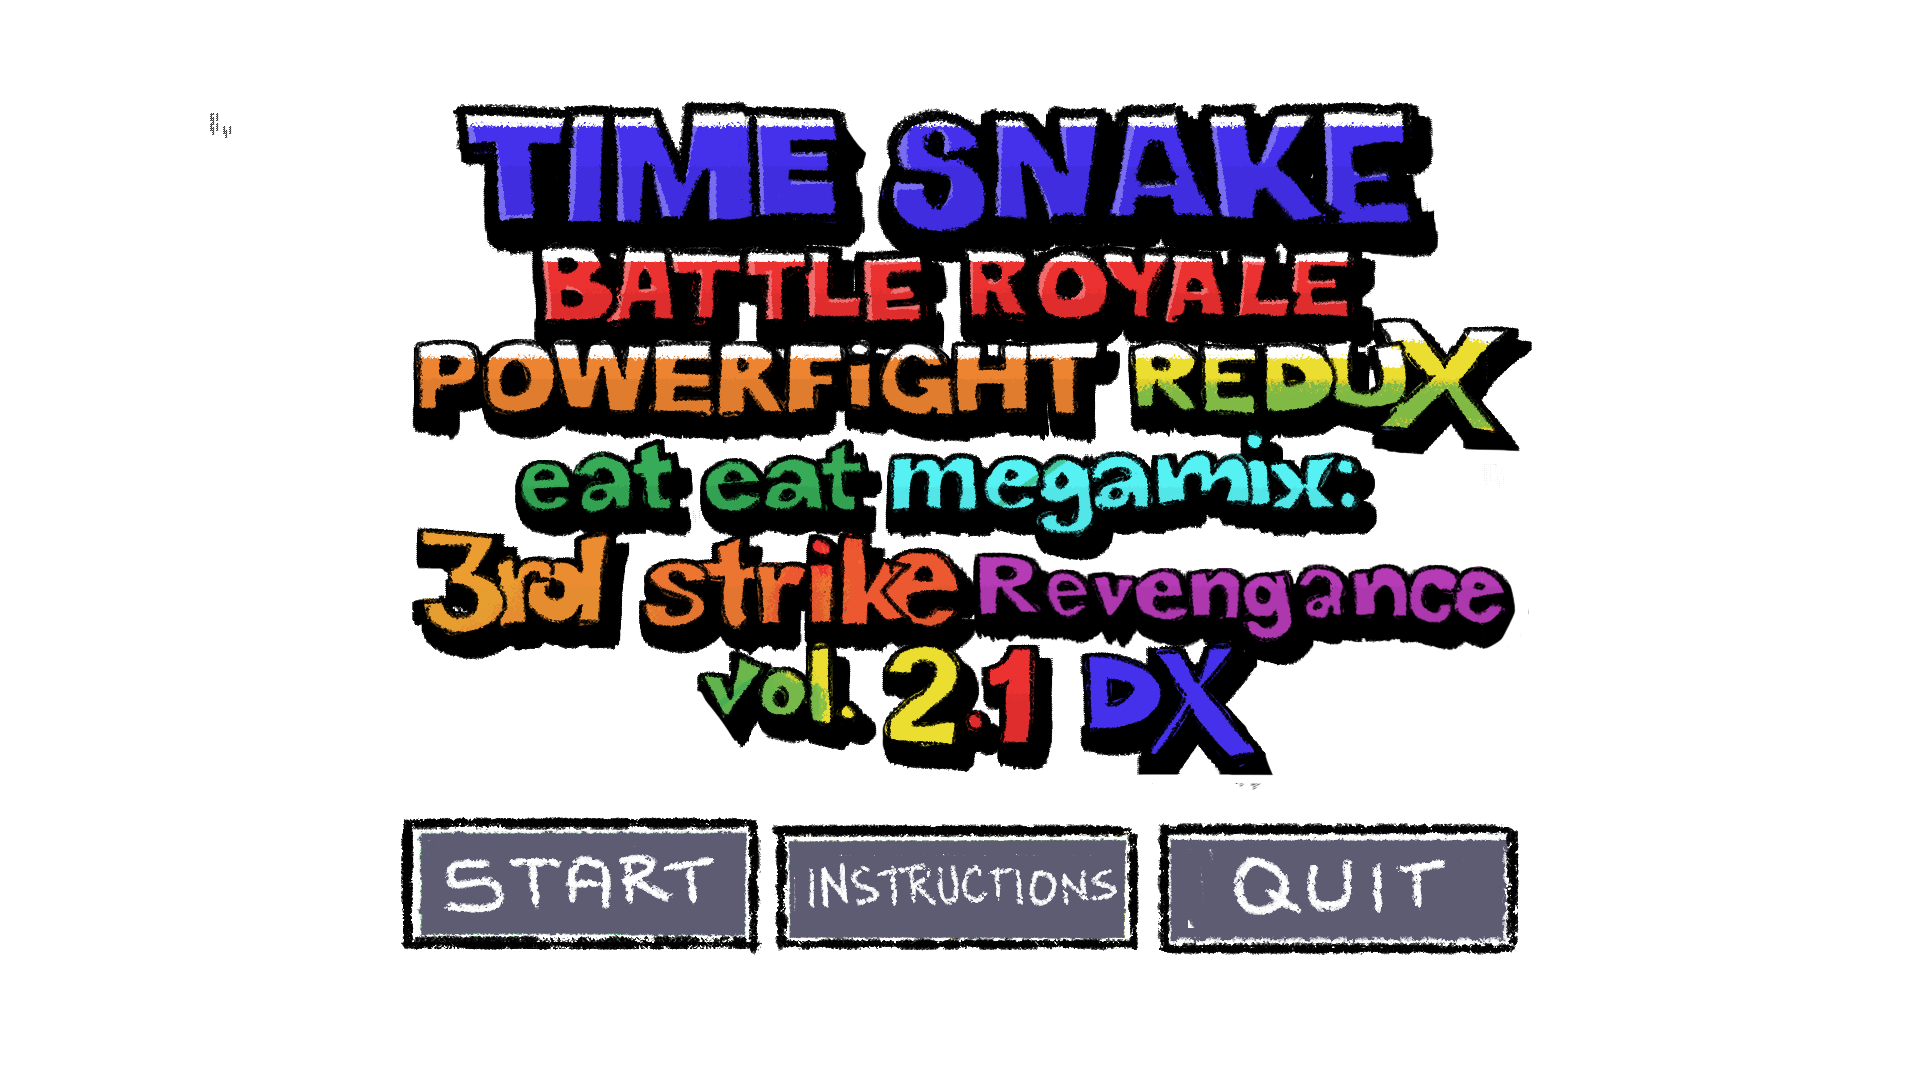 TIME SNAKE
BATTLE ROYALE
POWERFiGHT REDUX
eat eat megamix:
3rd strike Revengance
vol. 2.1 DX
START INSTRUCTIONS QUIT